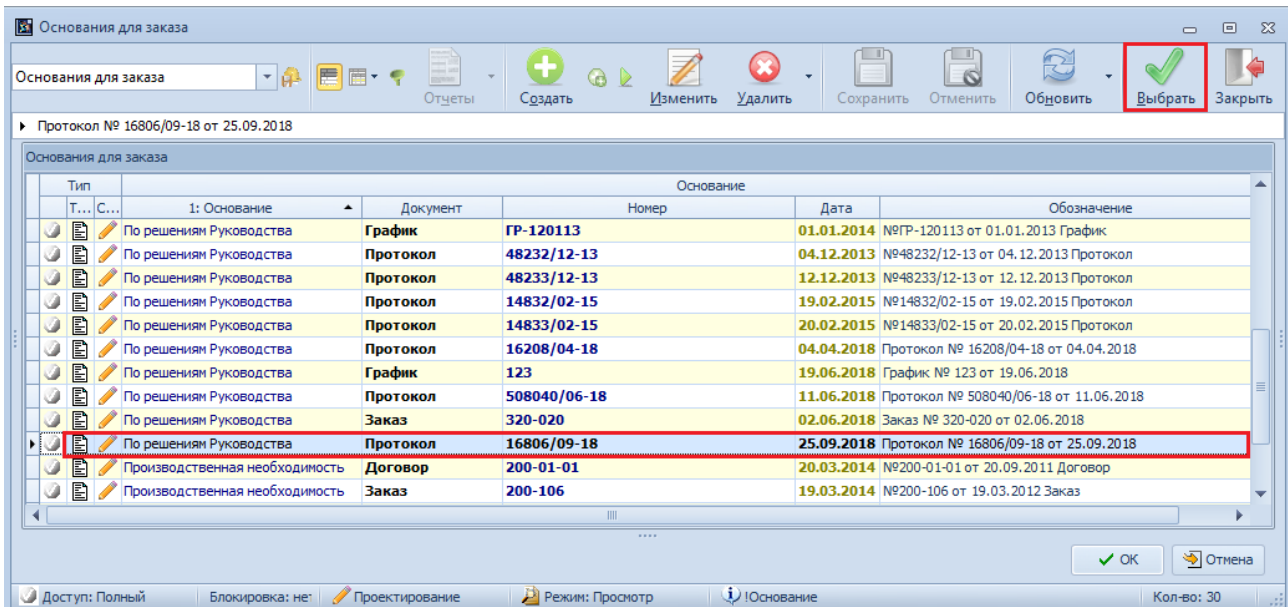 Основания для заказа
Основания для заказа Отчеты Создать Изменить Удалить Сохранить Отменить Обновить Выбрать Закрыть
Протокол № 16806/09-18 от 25.09.2018
Основания для заказа
Тип Основание
Т... С... 1: Основание Документ Номер Дата Обозначение
По решениям Руководства График ГР-120113 01.01.2014 №ГР-120113 от 01.01.2013 График
По решениям Руководства Протокол 48232/12-13 04.12.2013 №48232/12-13 от 04.12.2013 Протокол
По решениям Руководства Протокол 48233/12-13 12.12.2013 №48233/12-13 от 12.12.2013 Протокол
По решениям Руководства Протокол 14832/02-15 19.02.2015 №14832/02-15 от 19.02.2015 Протокол
По решениям Руководства Протокол 14833/02-15 20.02.2015 №14833/02-15 от 20.02.2015 Протокол
По решениям Руководства Протокол 16208/04-18 04.04.2018 Протокол № 16208/04-18 от 04.04.2018
По решениям Руководства График 123 19.06.2018 График № 123 от 19.06.2018
По решениям Руководства Протокол 508040/06-18 11.06.2018 Протокол № 508040/06-18 от 11.06.2018
По решениям Руководства Заказ 320-020 02.06.2018 Заказ № 320-020 от 02.06.2018
По решениям Руководства Протокол 16806/09-18 25.09.2018 Протокол № 16806/09-18 от 25.09.2018
Производственная необходимость Договор 200-01-01 20.03.2014 №200-01-01 от 20.09.2011 Договор
Производственная необходимость Заказ 200-106 19.03.2014 №200-106 от 19.03.2012 Заказ
OK Отмена
Доступ: Полный Блокировка: нет Проектирование Режим: Просмотр !Основание Кол-во: 30